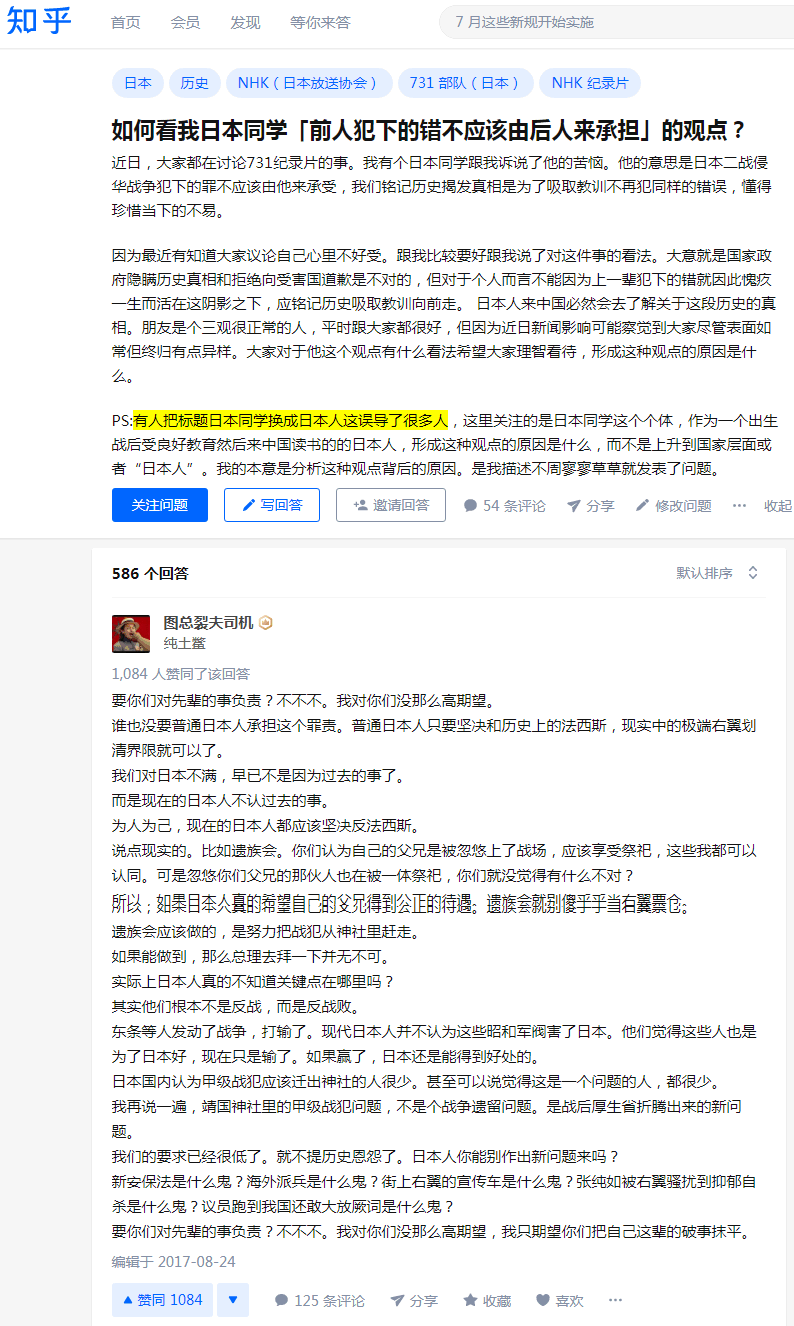 知乎 首页 会员 发现 等你来答 7 月这些新规开始实施
日本 历史 NHK（日本放送协会） 731 部队（日本） NHK 纪录片
如何看我日本同学「前人犯下的错不应该由后人来承担」的观点？
近日，大家都在讨论731纪录片的事。我有个日本同学跟我诉说了他的苦恼。他的意思是日本二战侵
华战争犯下的罪不应该由他来承受，我们铭记历史揭发真相是为了吸取教训不再犯同样的错误，懂得
珍惜当下的不易。
因为最近有知道大家议论自己心里不好受。跟我比较要好跟我说了对这件事的看法。大意就是国家政
府隐瞒历史真相和拒绝向受害国道歉是不对的，但对于个人而言不能因为上一辈犯下的错就因此愧疚
一生而活在这阴影之下，应铭记历史吸取教训向前走。 日本人来中国必然会去了解关于这段历史的真
相。朋友是个三观很正常的人，平时跟大家都很好，但因为近日新闻影响可能察觉到大家尽管表面如
常但终归有点异样。大家对于他这个观点有什么看法希望大家理智看待，形成这种观点的原因是什
么。
PS:有人把标题日本同学换成日本人这误导了很多人，这里关注的是日本同学这个个体，作为一个出生
战后受良好教育然后来中国读书的的日本人，形成这种观点的原因是什么，而不是上升到国家层面或
者“日本人”。我的本意是分析这种观点背后的原因。是我描述不周寥寥草草就发表了问题。
关注问题 写回答 邀请回答 54 条评论 分享 修改问题 ··· 收起
586 个回答 默认排序
图总裂夫司机
纯土鳖
1,084 人赞同了该回答
要你们对先辈的事负责？不不不。我对你们没那么高期望。
谁也没要普通日本人承担这个罪责。普通日本人只要坚决和历史上的法西斯，现实中的极端右翼划
清界限就可以了。
我们对日本不满，早已不是因为过去的事了。
而是现在的日本人不认过去的事。
为人为己，现在的日本人都应该坚决反法西斯。
说点现实的。比如遗族会。你们认为自己的父兄是被忽悠上了战场，应该享受祭祀，这些我都可以
认同。可是忽悠你们父兄的那伙人也在被一体祭祀，你们就没觉得有什么不对？
所以，如果日本人真的希望自己的父兄得到公正的待遇。遗族会就别傻乎乎当右翼票仓。
遗族会应该做的，是努力把战犯从神社里赶走。
如果能做到，那么总理去拜一下并无不可。
实际上日本人真的不知道关键点在哪里吗？
其实他们根本不是反战，而是反战败。
东条等人发动了战争，打输了。现代日本人并不认为这些昭和军阀害了日本。他们觉得这些人也是
为了日本好，现在只是输了。如果赢了，日本还是能得到好处的。
日本国内认为甲级战犯应该迁出神社的人很少。甚至可以说觉得这是一个问题的人，都很少。
我再说一遍，靖国神社里的甲级战犯问题，不是个战争遗留问题。是战后厚生省折腾出来的新问
题。
我们的要求已经很低了。就不提历史恩怨了。日本人你能别作出新问题来吗？
新安保法是什么鬼？海外派兵是什么鬼？街上右翼的宣传车是什么鬼？张纯如被右翼骚扰到抑郁自
杀是什么鬼？议员跑到我国还敢大放厥词是什么鬼？
要你们对先辈的事负责？不不不。我对你们没那么高期望，我只期望你们把自己这辈的破事抹平。
编辑于 2017-08-24
赞同 1084 125 条评论 分享 收藏 喜欢 ···